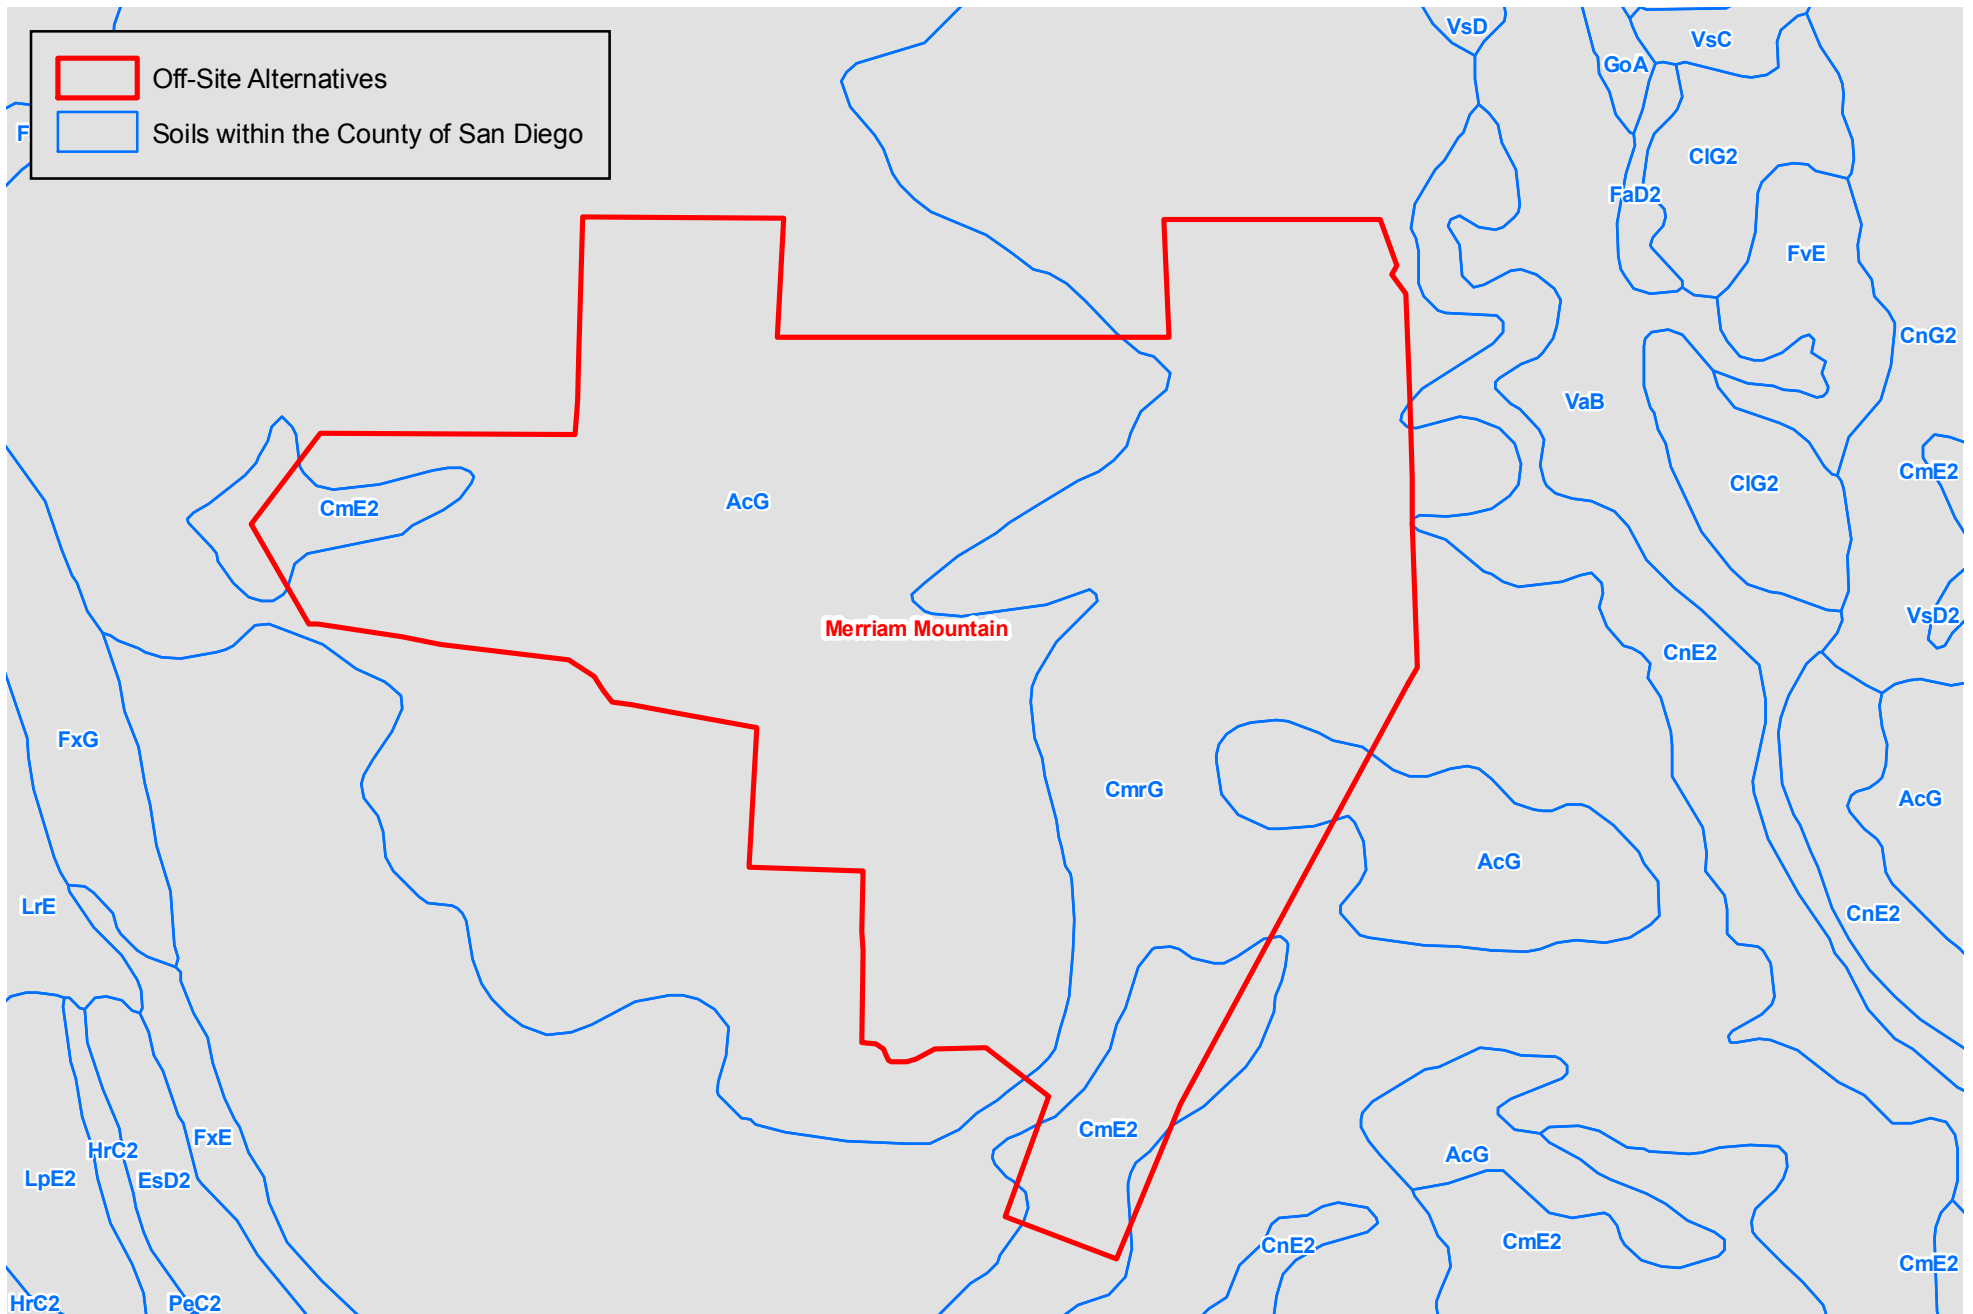 Off-Site Alternatives
Soils within the County of San Diego
VsD
VsC
GoA
F
ClG2
FaD2
FvE
CnG2
VaB
CmE2
ClG2
CmE2
AcG
VsD2
Merriam Mountain
CnE2
FxG
CmrG
AcG
AcG
LrE
CnE2
CmE2
FxE
HrC2
AcG
LpE2
EsD2
CnE2
CmE2
CmE2
HrC2
PeC2